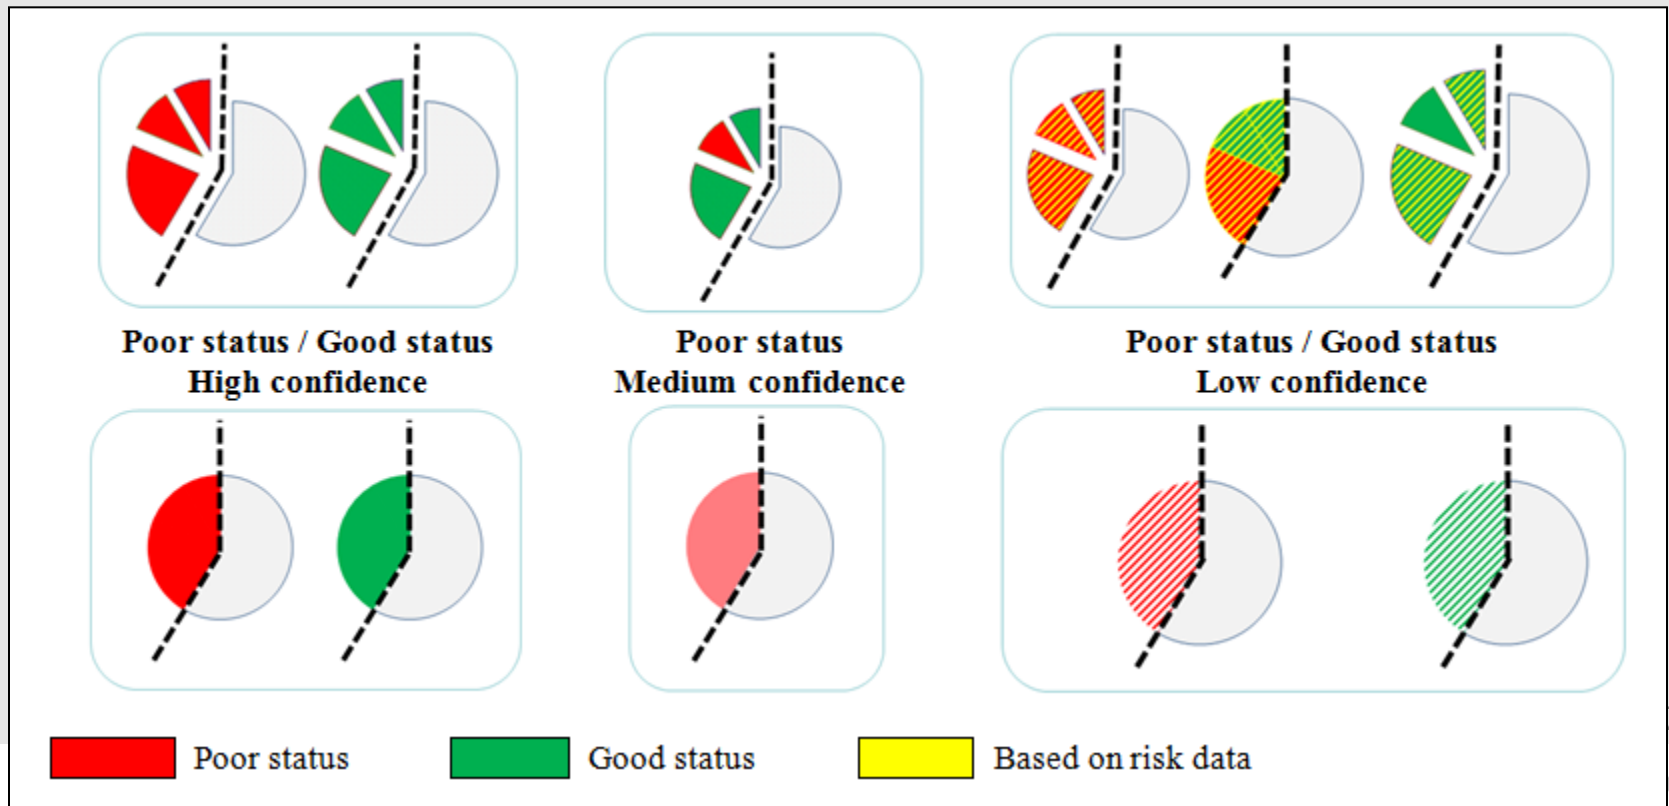 Poor status / Good status
High confidence
Poor status
Medium confidence
Poor status / Good status
Low confidence
Poor status
Good status
Based on risk data